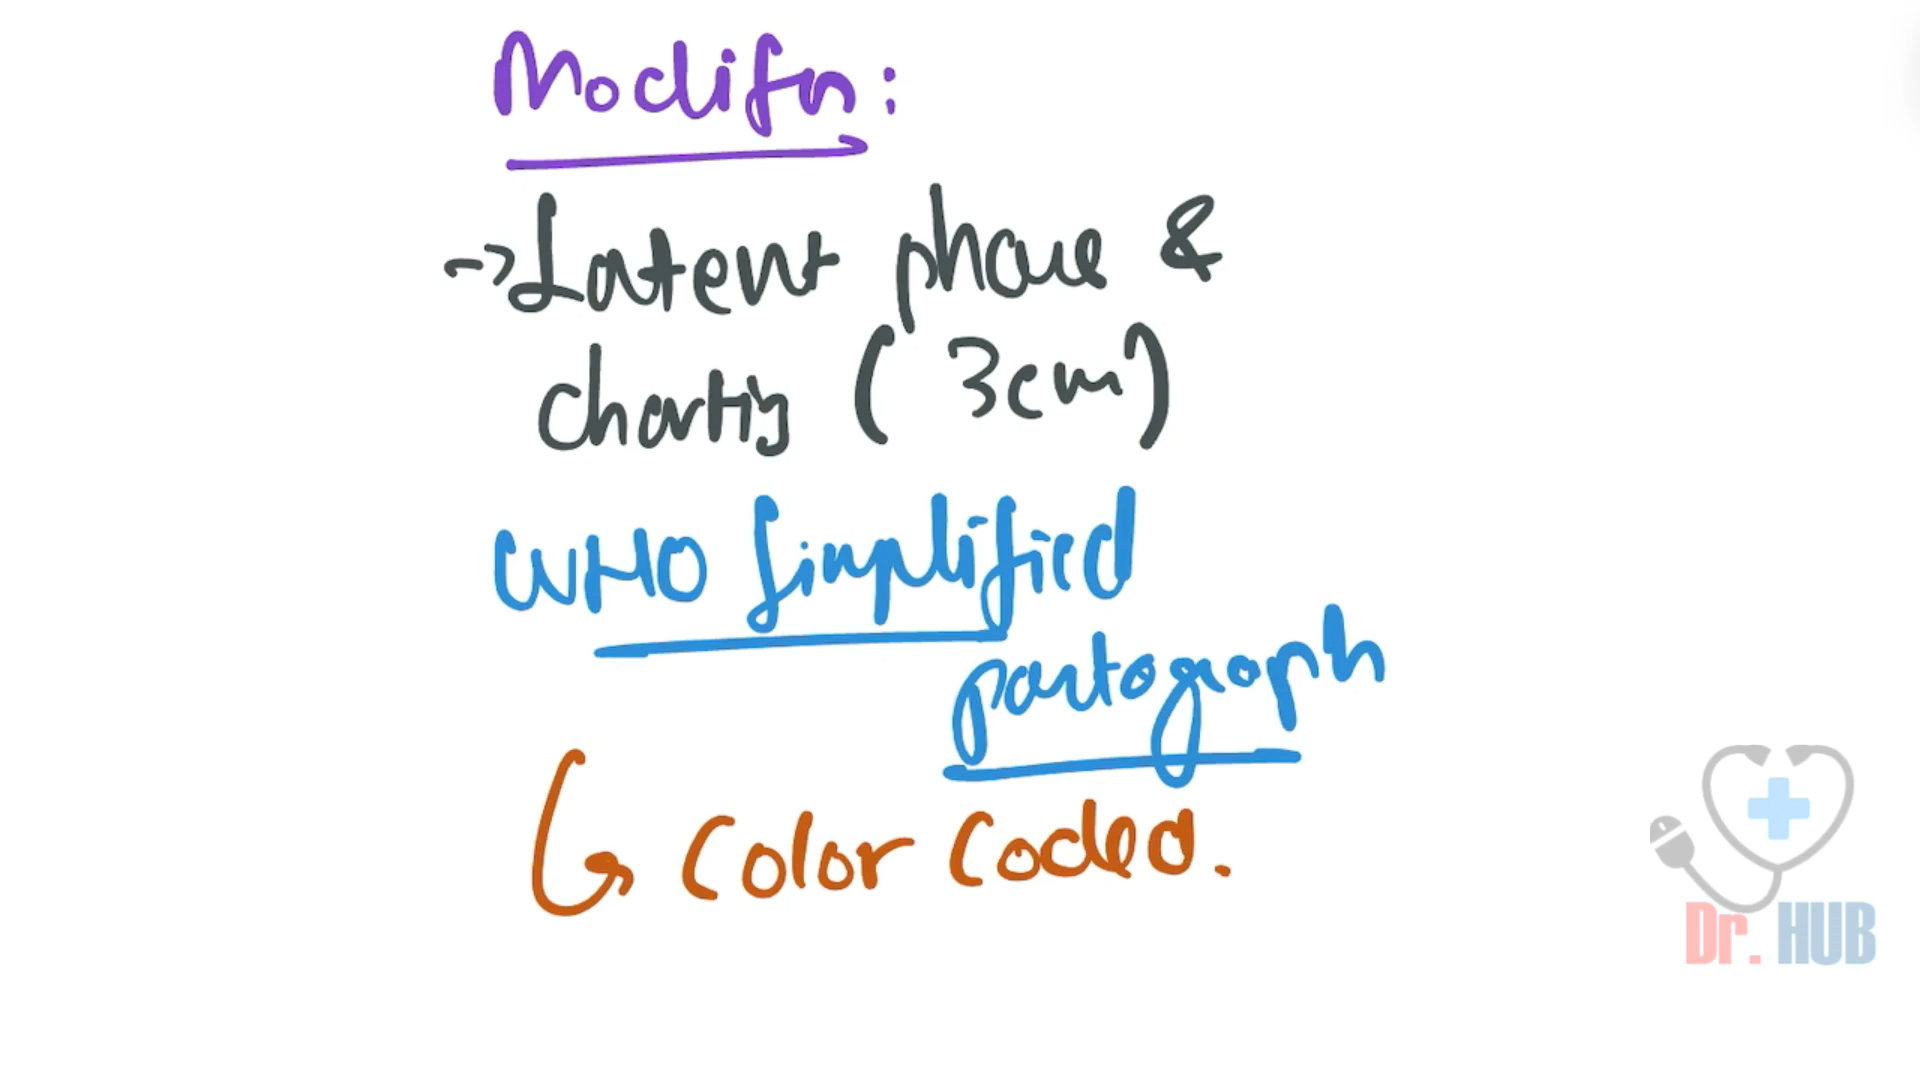 Modifn:
→ Latent phase &
charting (3cm)
WHO Simplified
partograph
↳ Color Coded.
Dr. HUB